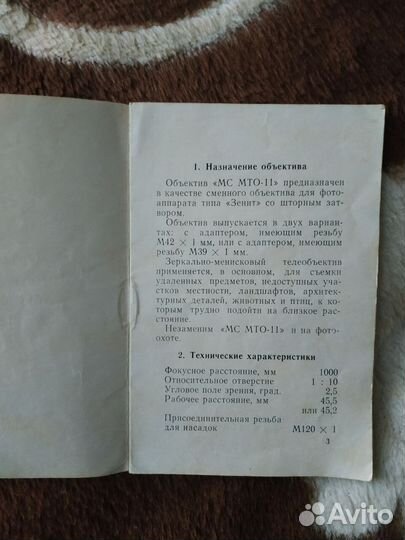 1. Назначение объектива
Объектив «МС МТО-11» предназначен
в качестве сменного объектива для фото-
аппарата типа «Зенит» со шторным зат-
вором.
Объектив выпускается в двух вариан-
тах: с адаптером, имеющим резьбу
М42 × 1 мм, или с адаптером, имеющим
резьбу М39 × 1 мм.
Зеркально-менисковый телеобъектив
применяется, в основном, для съемки
удаленных предметов, недоступных учас-
тков местности, ландшафтов, архитек-
турных деталей, животных и птиц, к ко-
торым трудно подойти на близкое рас-
стояние.
Незаменим «МС МТО-11» и на фото-
охоте.
2. Технические характеристики
Фокусное расстояние, мм 1000
Относительное отверстие 1 : 10
Угловое поле зрения, град. 2,5
Рабочее расстояние, мм 45,5
или 45,2
Присоединительная резьба
для насадок М120 × 1
3
Avito